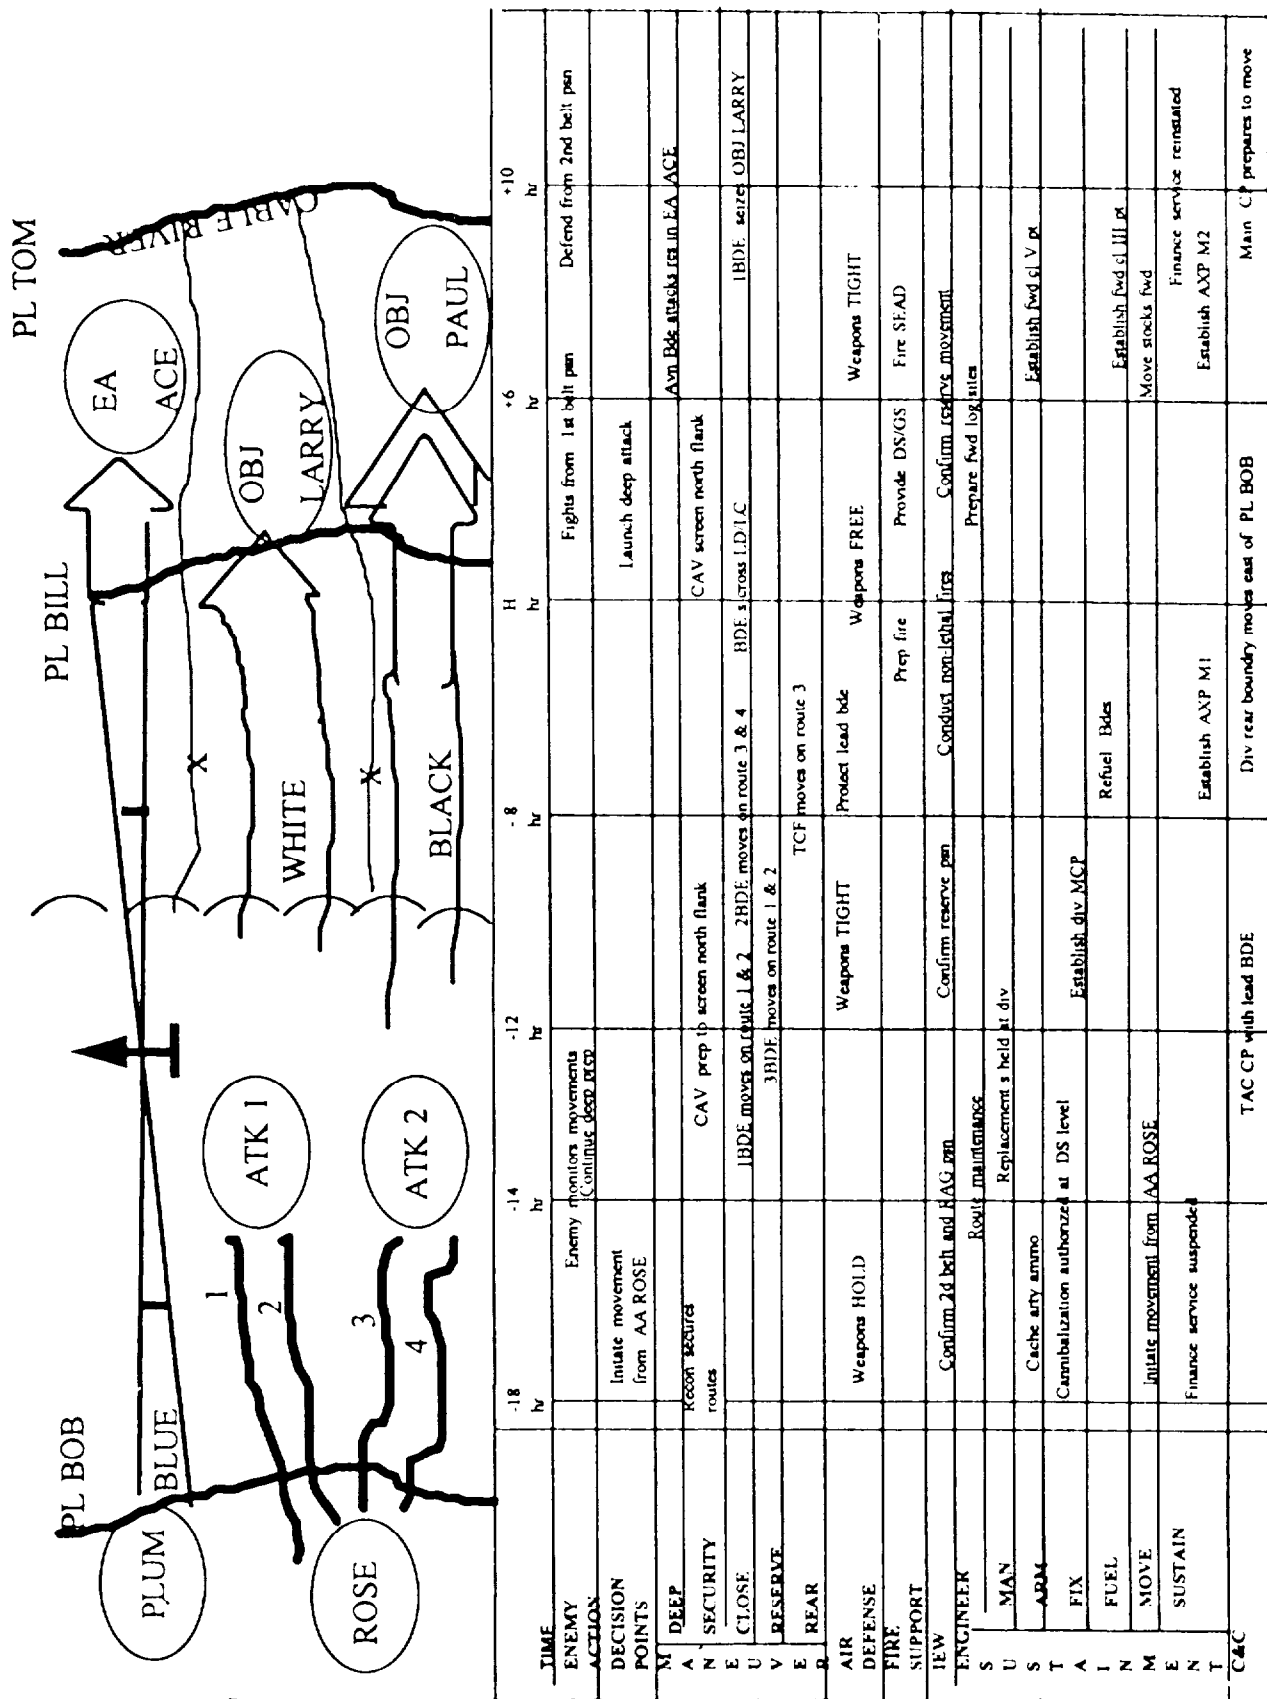 PL BOB
PL BILL
PL TOM
PLUM
BLUE
EA
ACE
CABLE RIVER
ROSE
1
2
3
4
ATK 1
ATK 2
X
WHITE
X
BLACK
OBJ
LARRY
OBJ
PAUL
TIME
-18 hr
-14 hr
-12 hr
-8 hr
H hr
+6 hr
+10 hr
ENEMY ACTION
Enemy monitors movements
Continue deep prep
Fights from 1st belt psn
Defend from 2nd belt psn
DECISION POINTS
Initate movement
from AA ROSE
Launch deep attack
MANEUVER
DEEP
Recon secures
routes
Avn Bde attacks res in EA ACE
SECURITY
CAV prep to screen north flank
CAV screen north flank
CLOSE
1BDE moves on route 1 & 2
2BDE moves on route 3 & 4
BDE s cross LD/LC
1BDE seizes OBJ LARRY
RESERVE
3BDE moves on route 1 & 2
REAR
TCF moves on route 3
AIR DEFENSE
Weapons HOLD
Weapons TIGHT
Protect lead bde
Weapons FREE
Weapons TIGHT
FIRE SUPPORT
Prep fire
Provide DS/GS
Fire SEAD
IEW
Confirm 2d belt and RAG psn
Confirm reserve psn
Conduct non-lethal fires
Confirm reserve movement
ENGINEER
Route maintenance
Prepare fwd log sites
SUSTAINMENT
MAN
Replacement s held at div
ARM
Cache arty ammo
Establish fwd cl V pt
FIX
Cannibalization authorized at DS level
Establish div MCP
FUEL
Refuel Bdes
Establish fwd cl III pt
MOVE
Initate movement from AA ROSE
Move stocks fwd
SUSTAIN
Finance service suspended
Establish AXP M1
Establish AXP M2
Finance service reinstated
C&C
TAC CP with lead BDE
Div rear boundry moves east of PL BOB
Main CP prepares to move